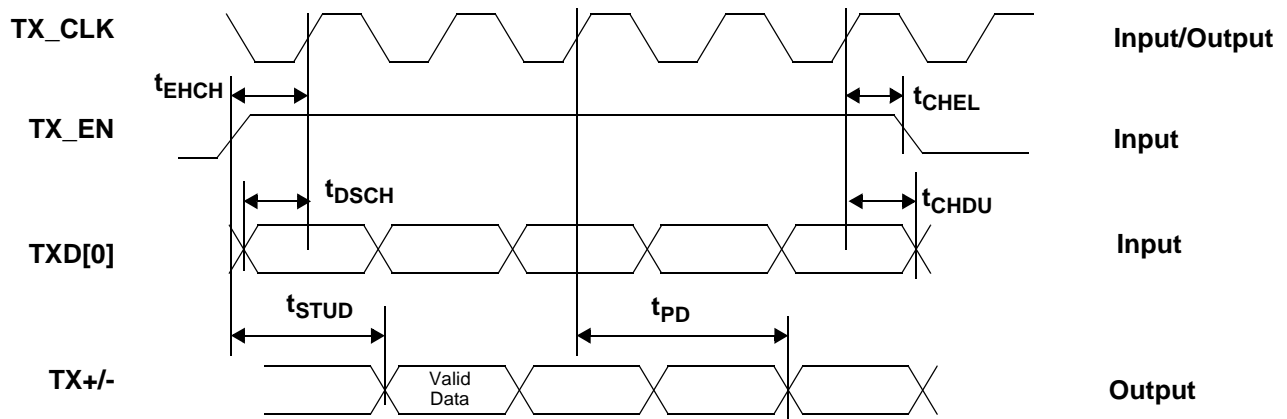 TX_CLK
Input/Output
tEHCH
tCHEL
TX_EN
Input
tDSCH
tCHDU
TXD[0]
Input
tSTUD
tPD
TX+/-
Valid
Data
Output